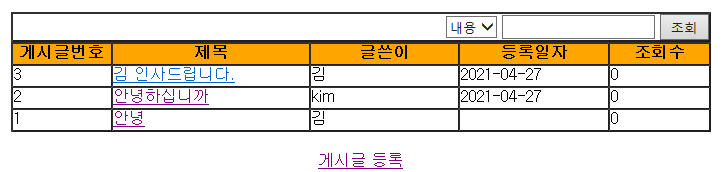 내용 조회
게시글번호 제목 글쓴이 등록일자 조회수
3 김 인사드립니다. 김 2021-04-27 0
2 안녕하십니까 kim 2021-04-27 0
1 안녕 김 0
게시글 등록